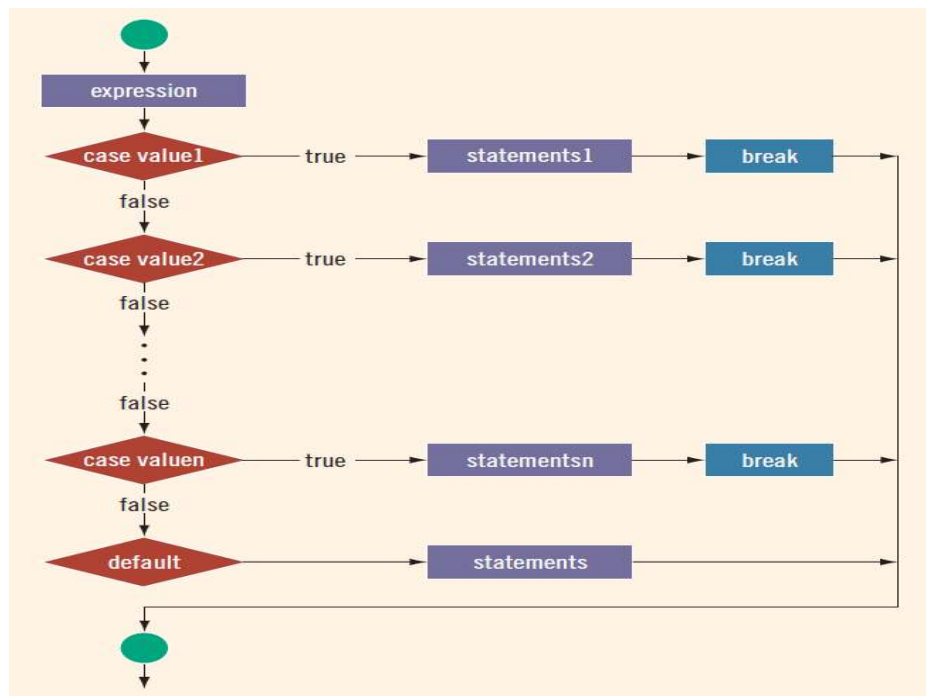 expression
case value1 true statements1 break
false
case value2 true statements2 break
false
false
case valuen true statementsn break
false
default statements